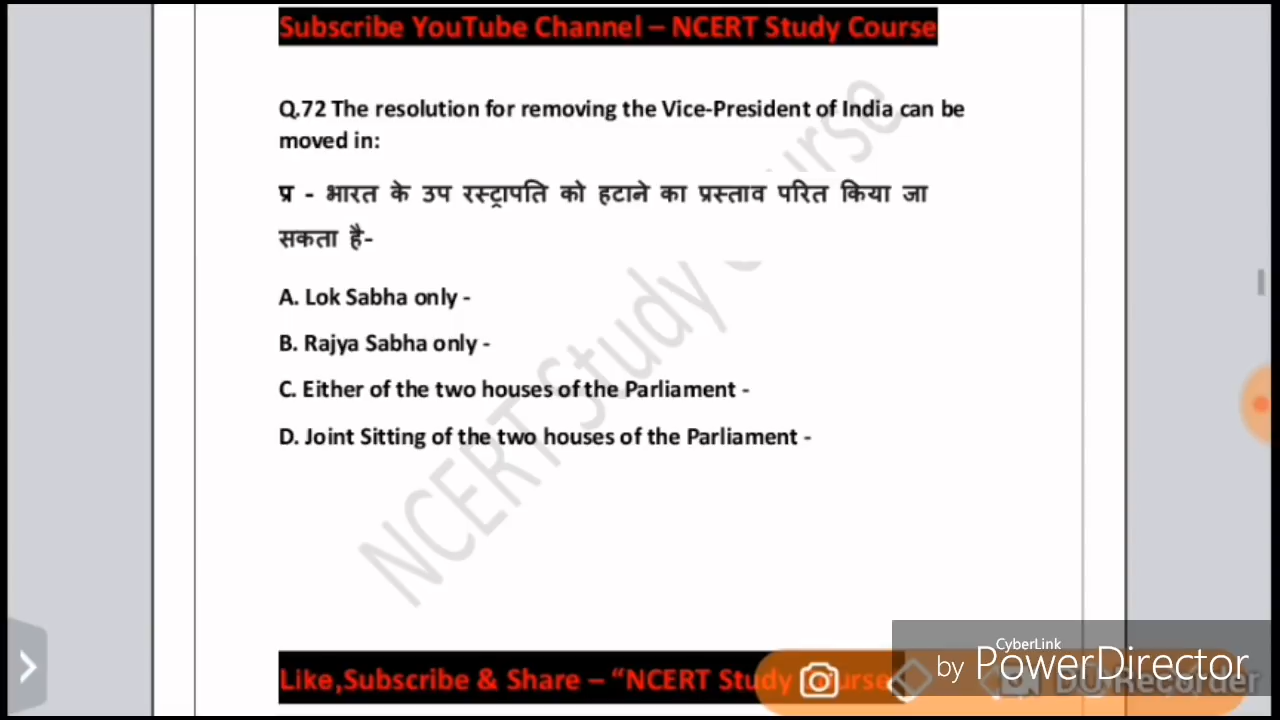 Subscribe YouTube Channel – NCERT Study Course
Q.72 The resolution for removing the Vice-President of India can be
moved in:
प्र - भारत के उप रस्ट्रापति को हटाने का प्रस्ताव परित किया जा
सकता है-
A. Lok Sabha only -
B. Rajya Sabha only -
C. Either of the two houses of the Parliament -
D. Joint Sitting of the two houses of the Parliament -
NCERT Study Course
Like,Subscribe & Share – “NCERT Study Course
CyberLink
by PowerDirector
DU Recorder